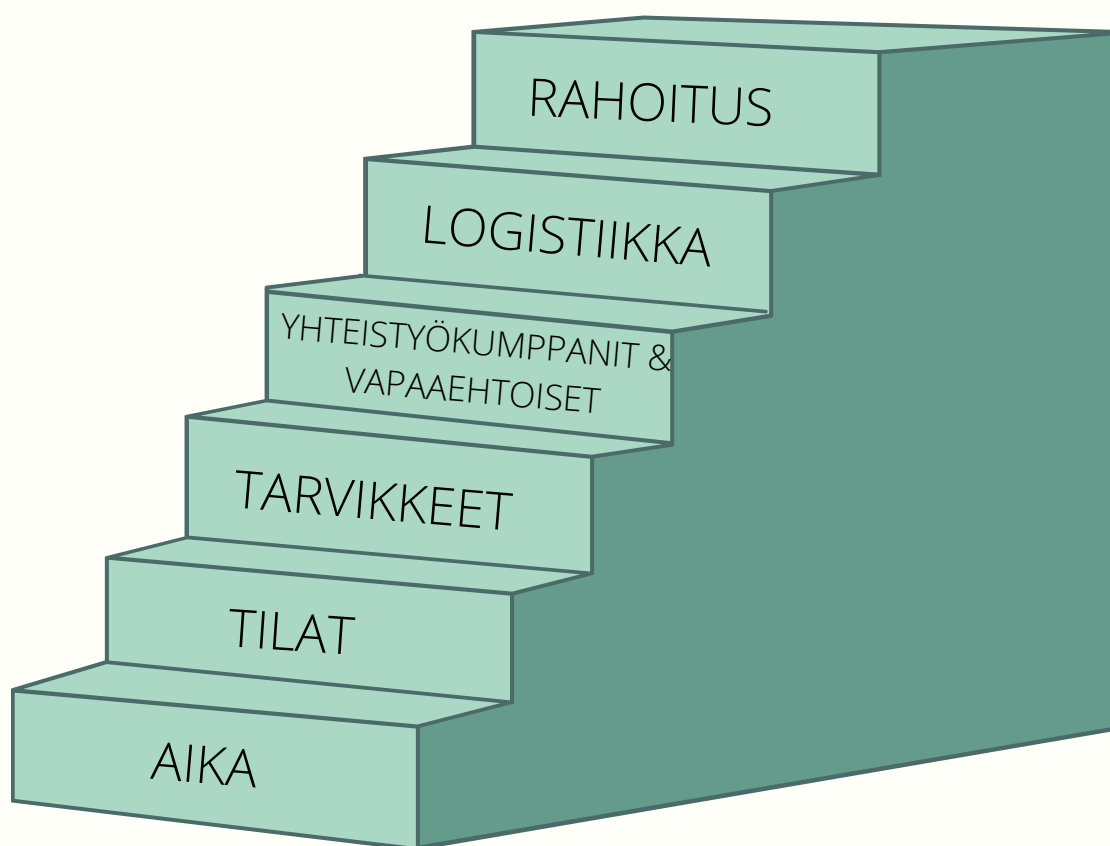 RAHOITUS
LOGISTIIKKA
YHTEISTYÖKUMPPANIT &
VAPAAEHTOISET
TARVIKKEET
TILAT
AIKA